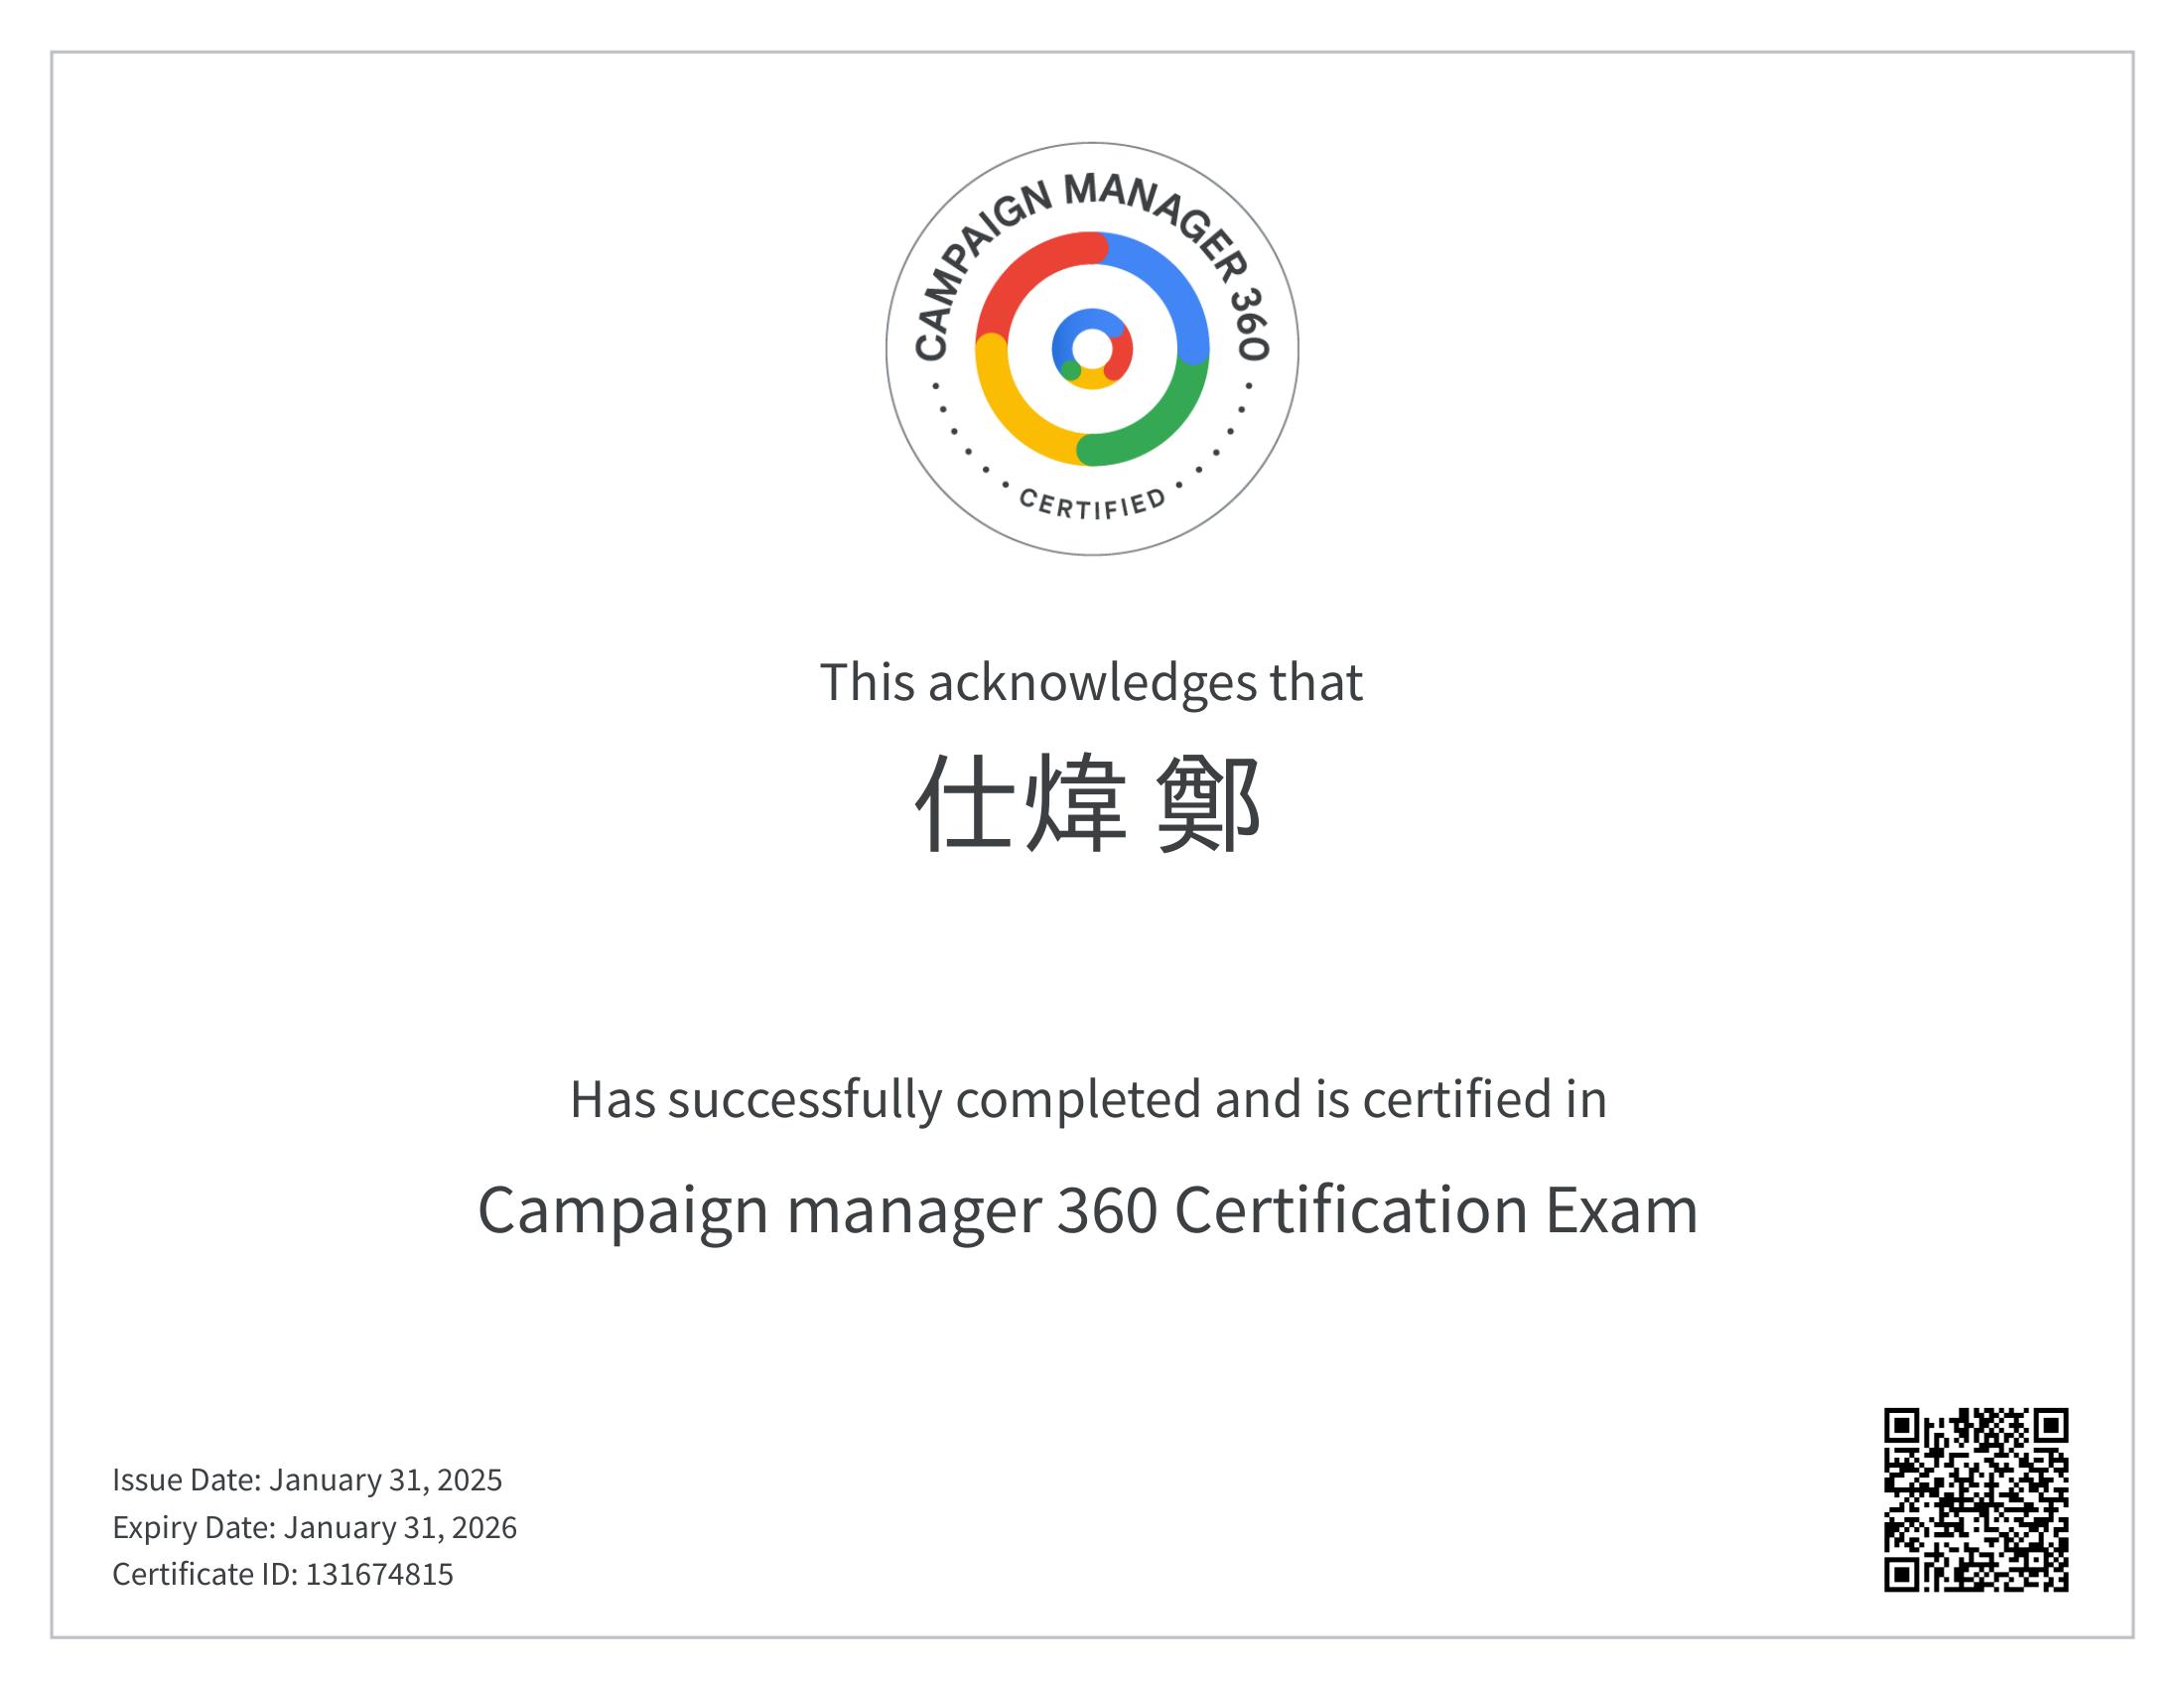 CAMPAIGN MANAGER 360
CERTIFIED
This acknowledges that
仕煒 鄭
Has successfully completed and is certified in
Campaign manager 360 Certification Exam
Issue Date: January 31, 2025
Expiry Date: January 31, 2026
Certificate ID: 131674815